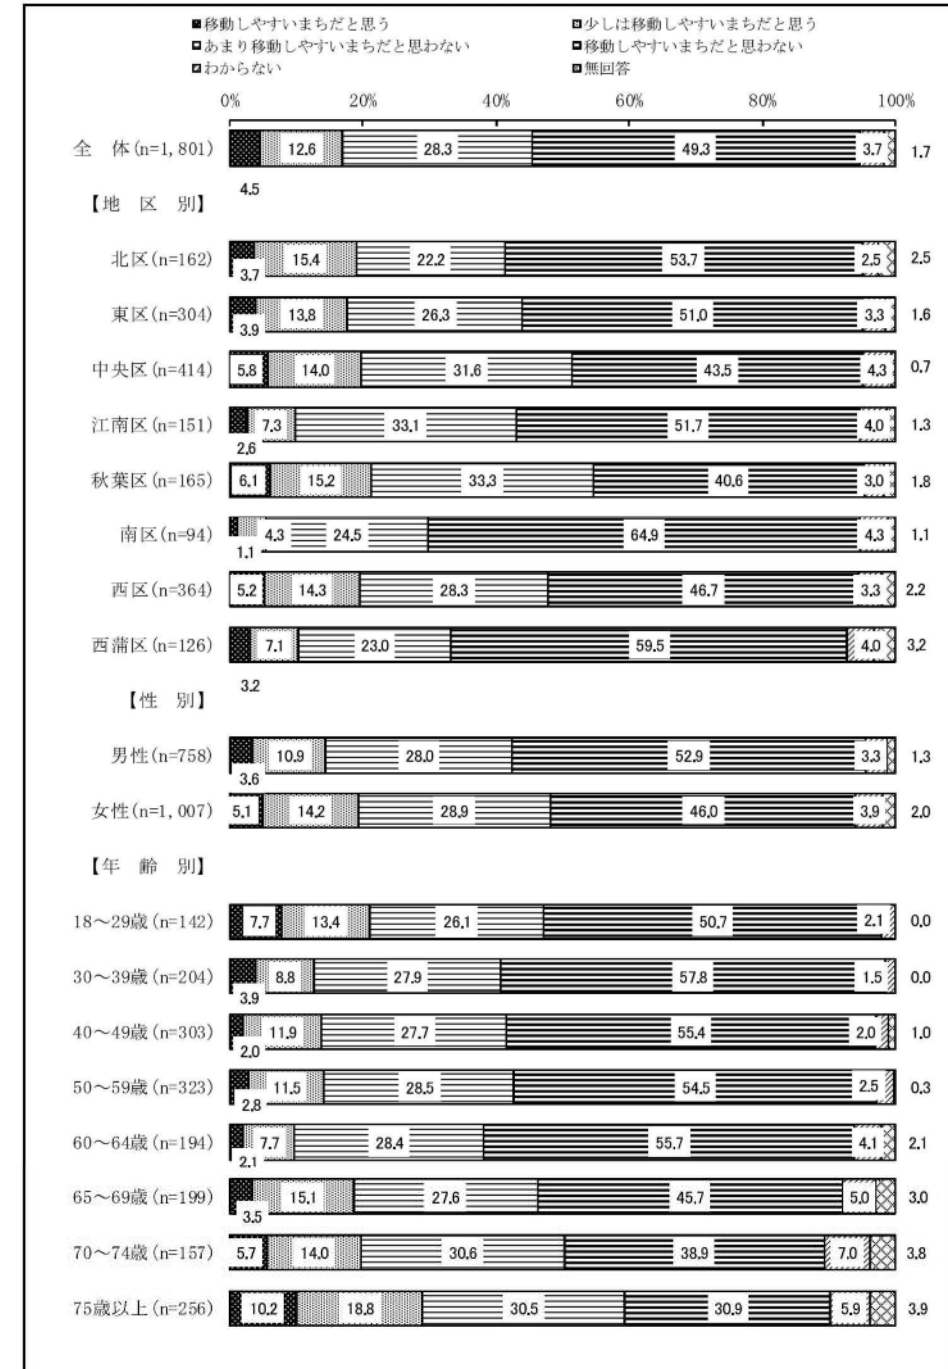 ■移動しやすいまちだと思う ■少しは移動しやすいまちだと思う
■あまり移動しやすいまちだと思わない ■移動しやすいまちだと思わない
■わからない ■無回答
0% 20% 40% 60% 80% 100%
全 体(n=1,801) 12.6 28.3 49.3 3.7 1.7
4.5
【地 区 別】
北区(n=162) 3.7 15.4 22.2 53.7 2.5 2.5
東区(n=304) 3.9 13.8 26.3 51.0 3.3 1.6
中央区(n=414) 5.8 14.0 31.6 43.5 4.3 0.7
江南区(n=151) 7.3 33.1 51.7 4.0 1.3
2.6
秋葉区(n=165) 6.1 15.2 33.3 40.6 3.0 1.8
南区(n=94) 1.1 4.3 24.5 64.9 4.3 1.1
西区(n=364) 5.2 14.3 28.3 46.7 3.3 2.2
西蒲区(n=126) 7.1 23.0 59.5 4.0 3.2
3.2
【性 別】
男性(n=758) 3.6 10.9 28.0 52.9 3.3 1.3
女性(n=1,007) 5.1 14.2 28.9 46.0 3.9 2.0
【年 齢 別】
18～29歳(n=142) 7.7 13.4 26.1 50.7 2.1 0.0
30～39歳(n=204) 3.9 8.8 27.9 57.8 1.5 0.0
40～49歳(n=303) 2.0 11.9 27.7 55.4 2.0 1.0
50～59歳(n=323) 2.8 11.5 28.5 54.5 2.5 0.3
60～64歳(n=194) 2.1 7.7 28.4 55.7 4.1 2.1
65～69歳(n=199) 3.5 15.1 27.6 45.7 5.0 3.0
70～74歳(n=157) 5.7 14.0 30.6 38.9 7.0 3.8
75歳以上(n=256) 10.2 18.8 30.5 30.9 5.9 3.9